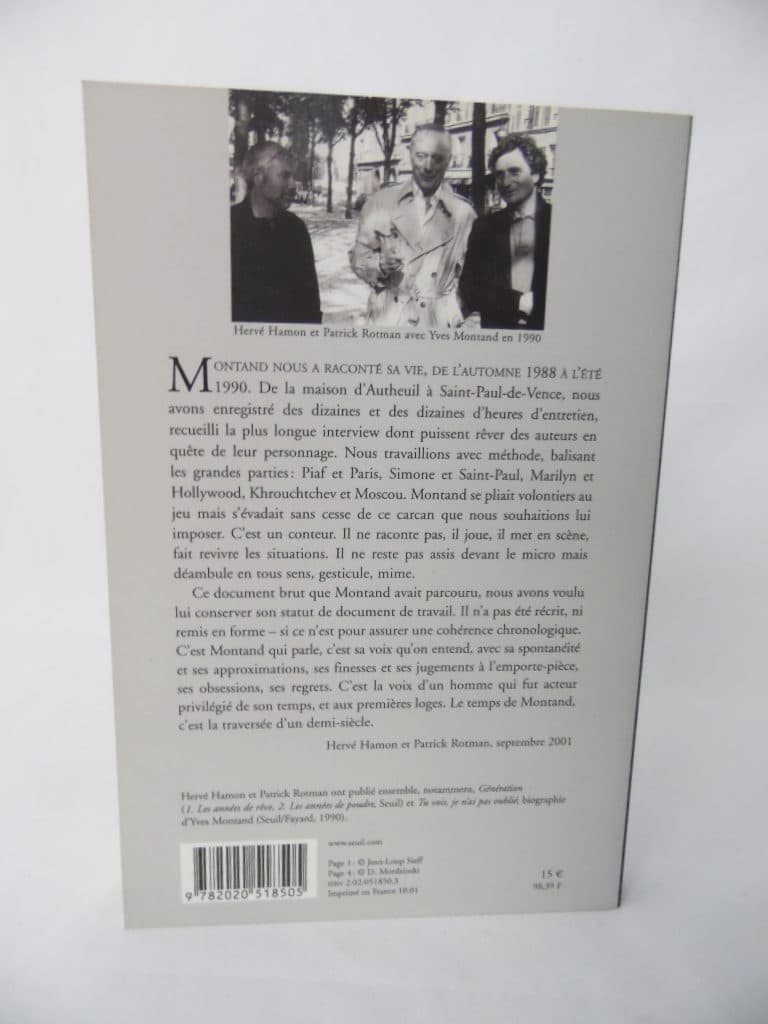 Hervé Hamon et Patrick Rotman avec Yves Montand en 1990
MONTAND NOUS A RACONTÉ SA VIE, DE L'AUTOMNE 1988 À L'ÉTÉ
1990. De la maison d'Autheuil à Saint-Paul-de-Vence, nous
avons enregistré des dizaines et des dizaines d'heures d'entretien,
recueilli la plus longue interview dont puissent rêver des auteurs en
quête de leur personnage. Nous travaillions avec méthode, balisant
les grandes parties : Piaf et Paris, Simone et Saint-Paul, Marilyn et
Hollywood, Khrouchtchev et Moscou. Montand se pliait volontiers au
jeu mais s'évadait sans cesse de ce carcan que nous souhaitions lui
imposer. C'est un conteur. Il ne raconte pas, il joue, il met en scène,
fait revivre les situations. Il ne reste pas assis devant le micro mais
déambule en tous sens, gesticule, mime.
Ce document brut que Montand avait parcouru, nous avons voulu
lui conserver son statut de document de travail. Il n'a pas été récrit, ni
remis en forme – si ce n'est pour assurer une cohérence chronologique.
C'est Montand qui parle, c'est sa voix qu'on entend, avec sa spontanéité
et ses approximations, ses finesses et ses jugements à l'emporte-pièce,
ses obsessions, ses regrets. C'est la voix d'un homme qui fut acteur
privilégié de son temps, et aux premières loges. Le temps de Montand,
c'est la traversée d'un demi-siècle.
Hervé Hamon et Patrick Rotman, septembre 2001
Hervé Hamon et Patrick Rotman ont publié ensemble, notamment, Génération
(1. Les années de rêve, 2. Les années de poudre, Seuil) et Tu vois, je n'ai pas oublié, biographie
d'Yves Montand (Seuil/Fayard, 1990).
www.seuil.com
Page 1 : © Jean-Loup Sieff
Page 4 : © D. Mordzinski
ISBN 2.02.051850.3
Imprimé en France 10.01
15 €
98,39 F
9 782020 518505